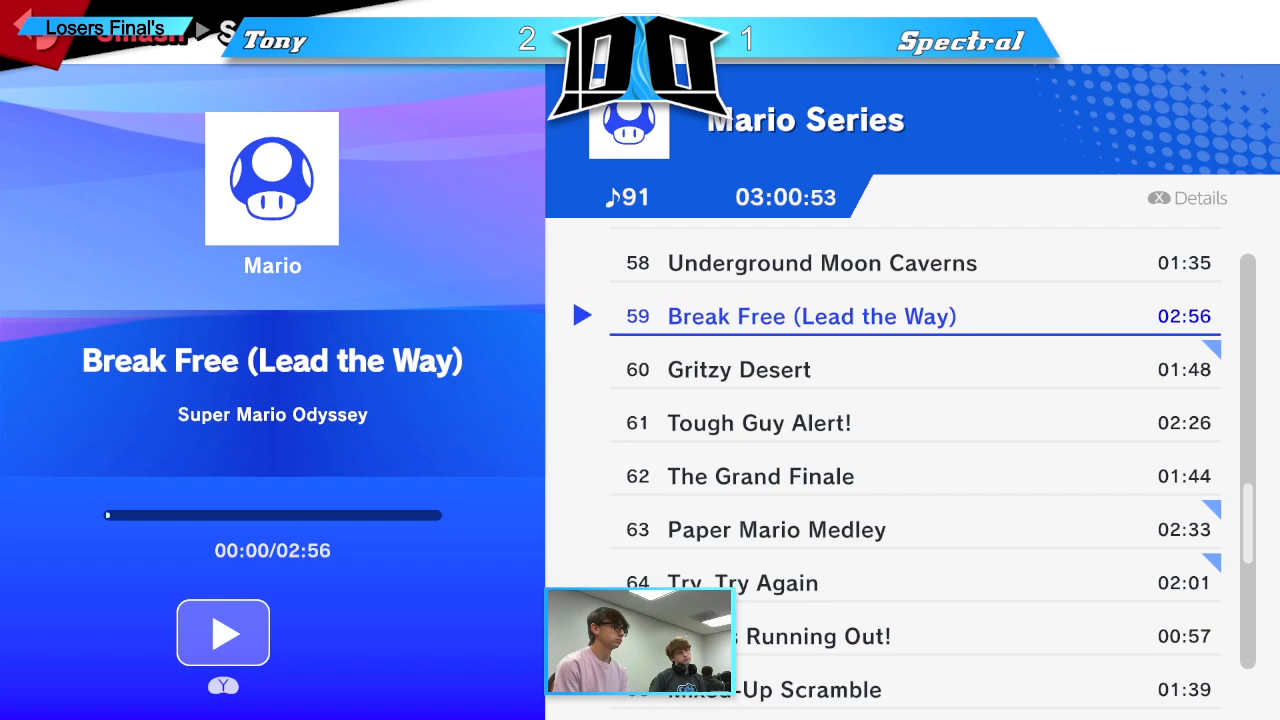 Losers Final's
Tony
2
1
Spectral
Mario Series
♪91
03:00:53
X Details
Mario
Break Free (Lead the Way)
Super Mario Odyssey
00:00/02:56
Y
58 Underground Moon Caverns 01:35
59 Break Free (Lead the Way) 02:56
60 Gritzy Desert 01:48
61 Tough Guy Alert! 02:26
62 The Grand Finale 01:44
63 Paper Mario Medley 02:33
64 Try, Try Again 02:01
Running Out! 00:57
Mixed-Up Scramble 01:39